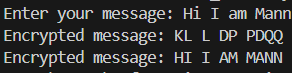 Enter your message: Hi I am Mann
Encrypted message: KL L DP PDQQ
Encrypted message: HI I AM MANN